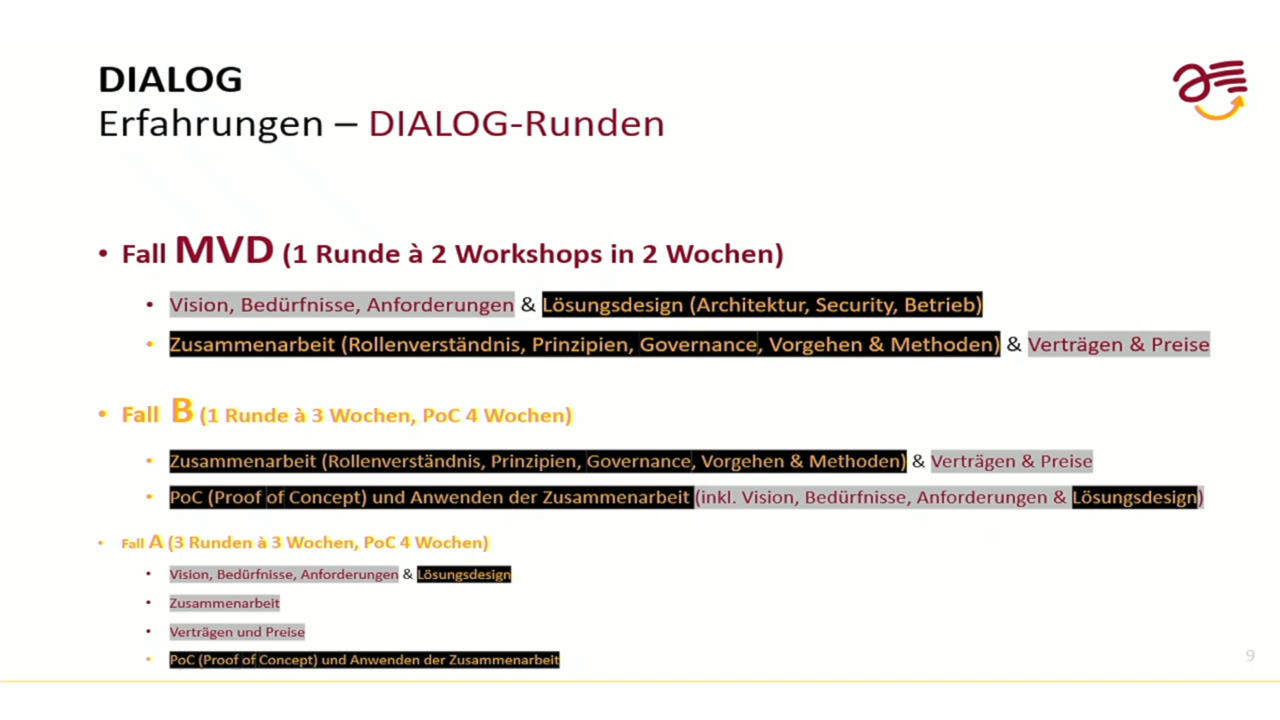 DIALOG
Erfahrungen – DIALOG-Runden
• Fall MVD (1 Runde à 2 Workshops in 2 Wochen)
• Vision, Bedürfnisse, Anforderungen & Lösungsdesign (Architektur, Security, Betrieb)
• Zusammenarbeit (Rollenverständnis, Prinzipien, Governance, Vorgehen & Methoden) & Verträgen & Preise
• Fall B (1 Runde à 3 Wochen, PoC 4 Wochen)
• Zusammenarbeit (Rollenverständnis, Prinzipien, Governance, Vorgehen & Methoden) & Verträgen & Preise
• PoC (Proof of Concept) und Anwenden der Zusammenarbeit (inkl. Vision, Bedürfnisse, Anforderungen & Lösungsdesign)
• Fall A (3 Runden à 3 Wochen, PoC 4 Wochen)
• Vision, Bedürfnisse, Anforderungen & Lösungsdesign
• Zusammenarbeit
• Verträgen und Preise
• PoC (Proof of Concept) und Anwenden der Zusammenarbeit
9